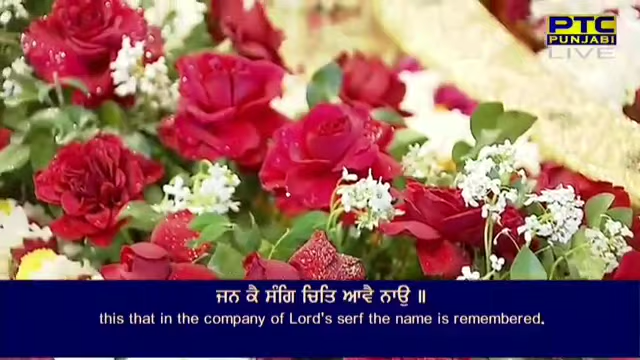 PTC
PUNJABI
LIVE
ਜਨ ਕੈ ਸੰਗਿ ਚਿਤਿ ਆਵੈ ਨਾਉ ॥
this that in the company of Lord's serf the name is remembered.